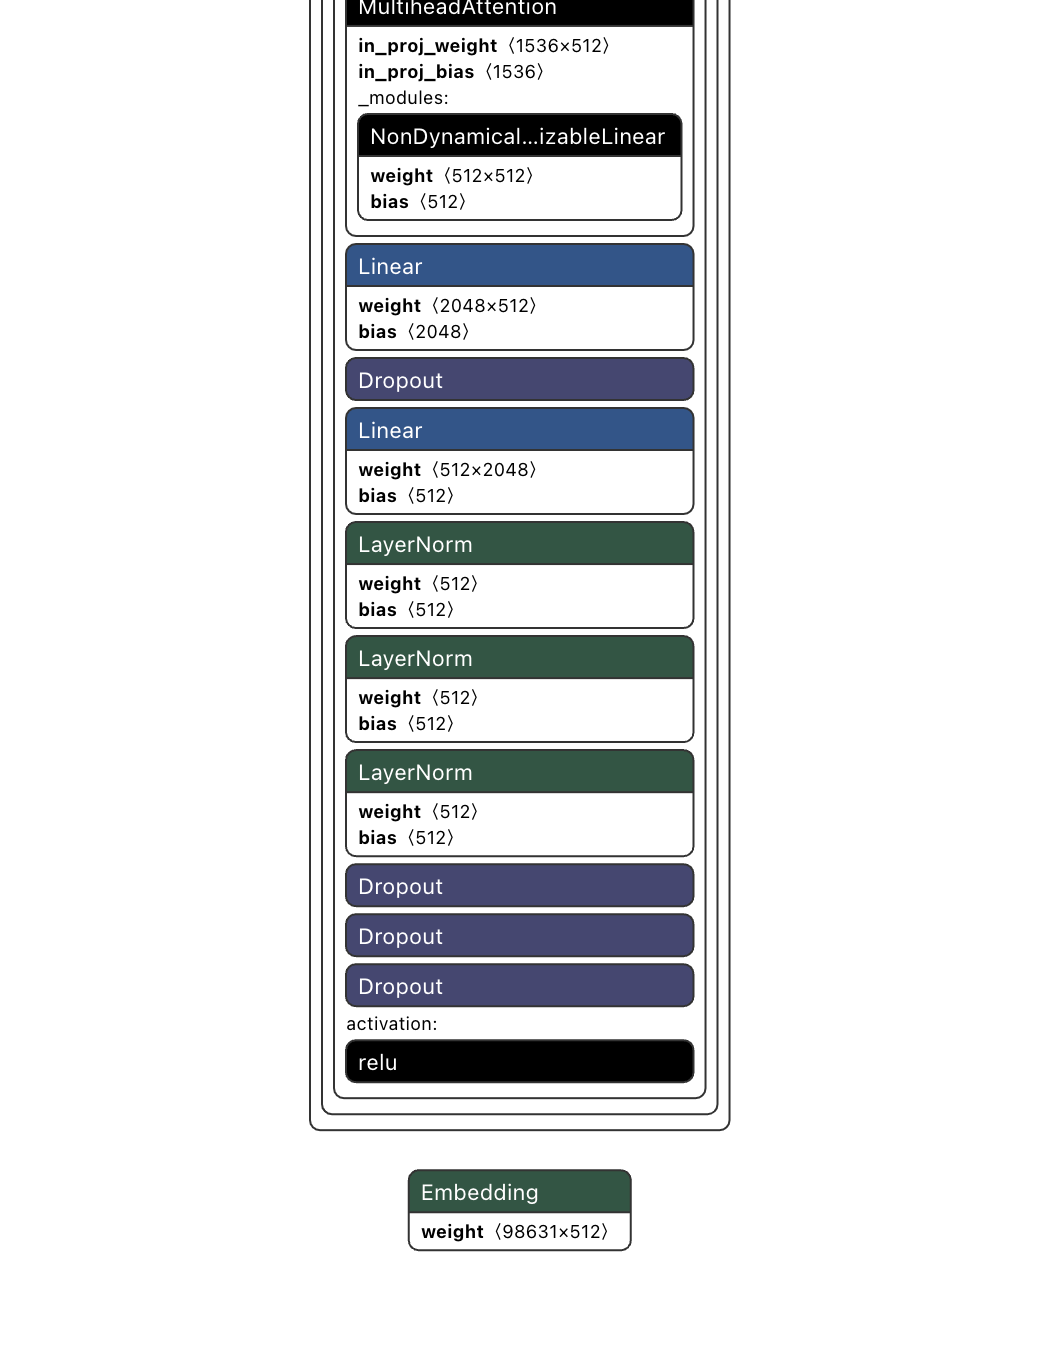 MultiheadAttention
in_proj_weight ⟨1536×512⟩
in_proj_bias ⟨1536⟩
_modules:
NonDynamical...izableLinear
weight ⟨512×512⟩
bias ⟨512⟩
Linear
weight ⟨2048×512⟩
bias ⟨2048⟩
Dropout
Linear
weight ⟨512×2048⟩
bias ⟨512⟩
LayerNorm
weight ⟨512⟩
bias ⟨512⟩
LayerNorm
weight ⟨512⟩
bias ⟨512⟩
LayerNorm
weight ⟨512⟩
bias ⟨512⟩
Dropout
Dropout
Dropout
activation:
relu
Embedding
weight ⟨98631×512⟩